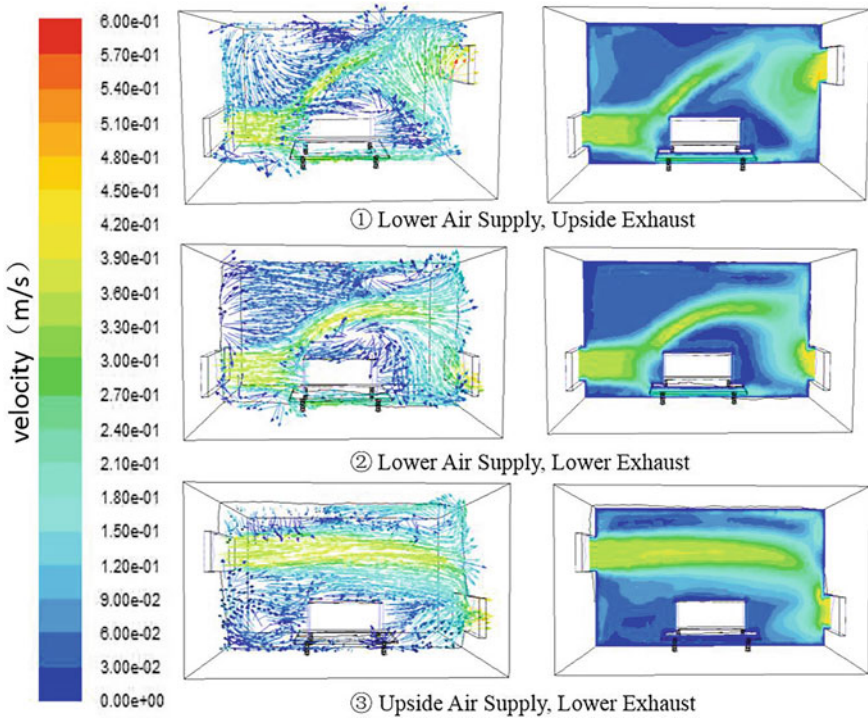 velocity（m/s）
6.00e-01
5.70e-01
5.40e-01
5.10e-01
4.80e-01
4.50e-01
4.20e-01
3.90e-01
3.60e-01
3.30e-01
3.00e-01
2.70e-01
2.40e-01
2.10e-01
1.80e-01
1.50e-01
1.20e-01
9.00e-02
6.00e-02
3.00e-02
0.00e+00
① Lower Air Supply, Upside Exhaust
② Lower Air Supply, Lower Exhaust
③ Upside Air Supply, Lower Exhaust